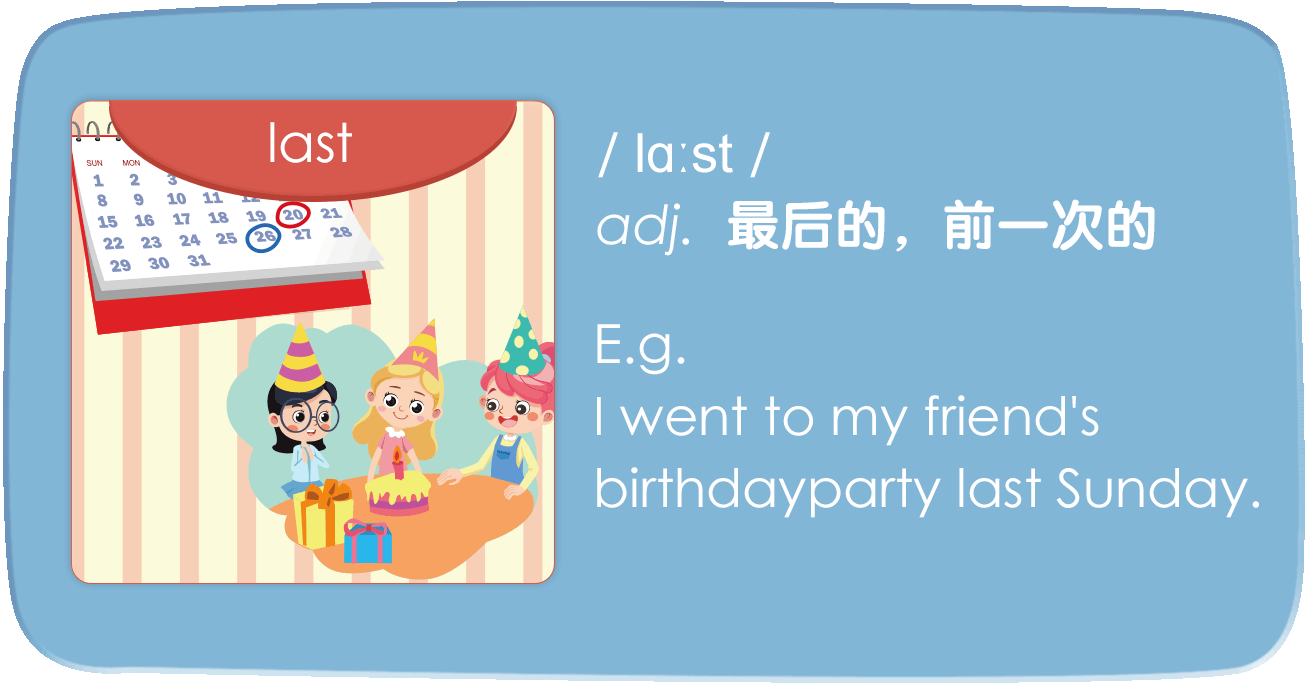 last
SUN MON
1 2 3
8 9 10 11 12
15 16 17 18 19 20 21
22 23 24 25 26 27 28
29 30 31
/ lɑːst /
adj. 最后的，前一次的
E.g.
I went to my friend's
birthdayparty last Sunday.